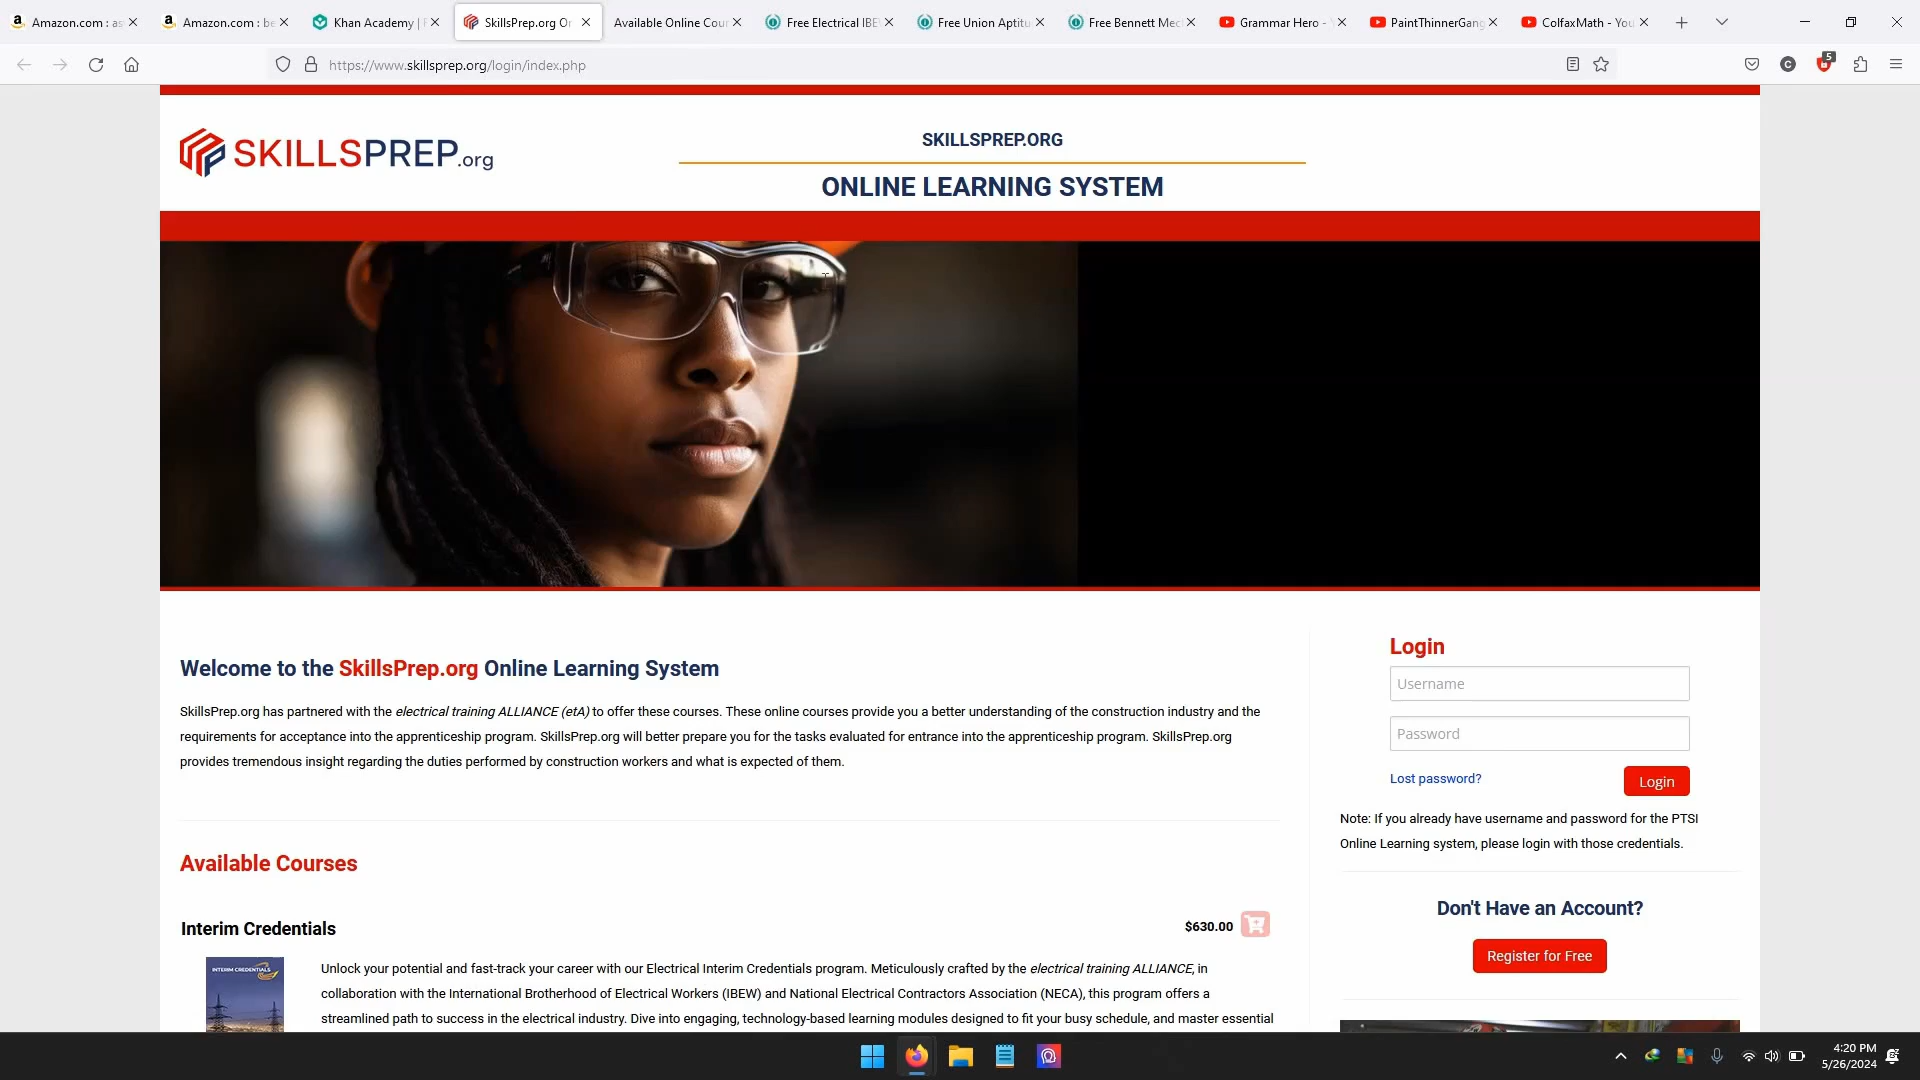 Amazon.com : as
Amazon.com : be
Khan Academy | F
SkillsPrep.org On
Available Online Cour
Free Electrical IBE
Free Union Aptitu
Free Bennett Mec
Grammar Hero -
PaintThinnerGang
ColfaxMath - You
https://www.skillsprep.org/login/index.php
C
5
SKILLSPREP.org
SKILLSPREP.ORG
ONLINE LEARNING SYSTEM
Welcome to the SkillsPrep.org Online Learning System
SkillsPrep.org has partnered with the electrical training ALLIANCE (etA) to offer these courses. These online courses provide you a better understanding of the construction industry and the
requirements for acceptance into the apprenticeship program. SkillsPrep.org will better prepare you for the tasks evaluated for entrance into the apprenticeship program. SkillsPrep.org
provides tremendous insight regarding the duties performed by construction workers and what is expected of them.
Available Courses
Interim Credentials
$630.00
INTERIM CREDENTIALS
Unlock your potential and fast-track your career with our Electrical Interim Credentials program. Meticulously crafted by the electrical training ALLIANCE, in
collaboration with the International Brotherhood of Electrical Workers (IBEW) and National Electrical Contractors Association (NECA), this program offers a
streamlined path to success in the electrical industry. Dive into engaging, technology-based learning modules designed to fit your busy schedule, and master essential
Login
Username
Password
Lost password?
Login
Note: If you already have username and password for the PTSI
Online Learning system, please login with those credentials.
Don't Have an Account?
Register for Free
4:20 PM
5/26/2024